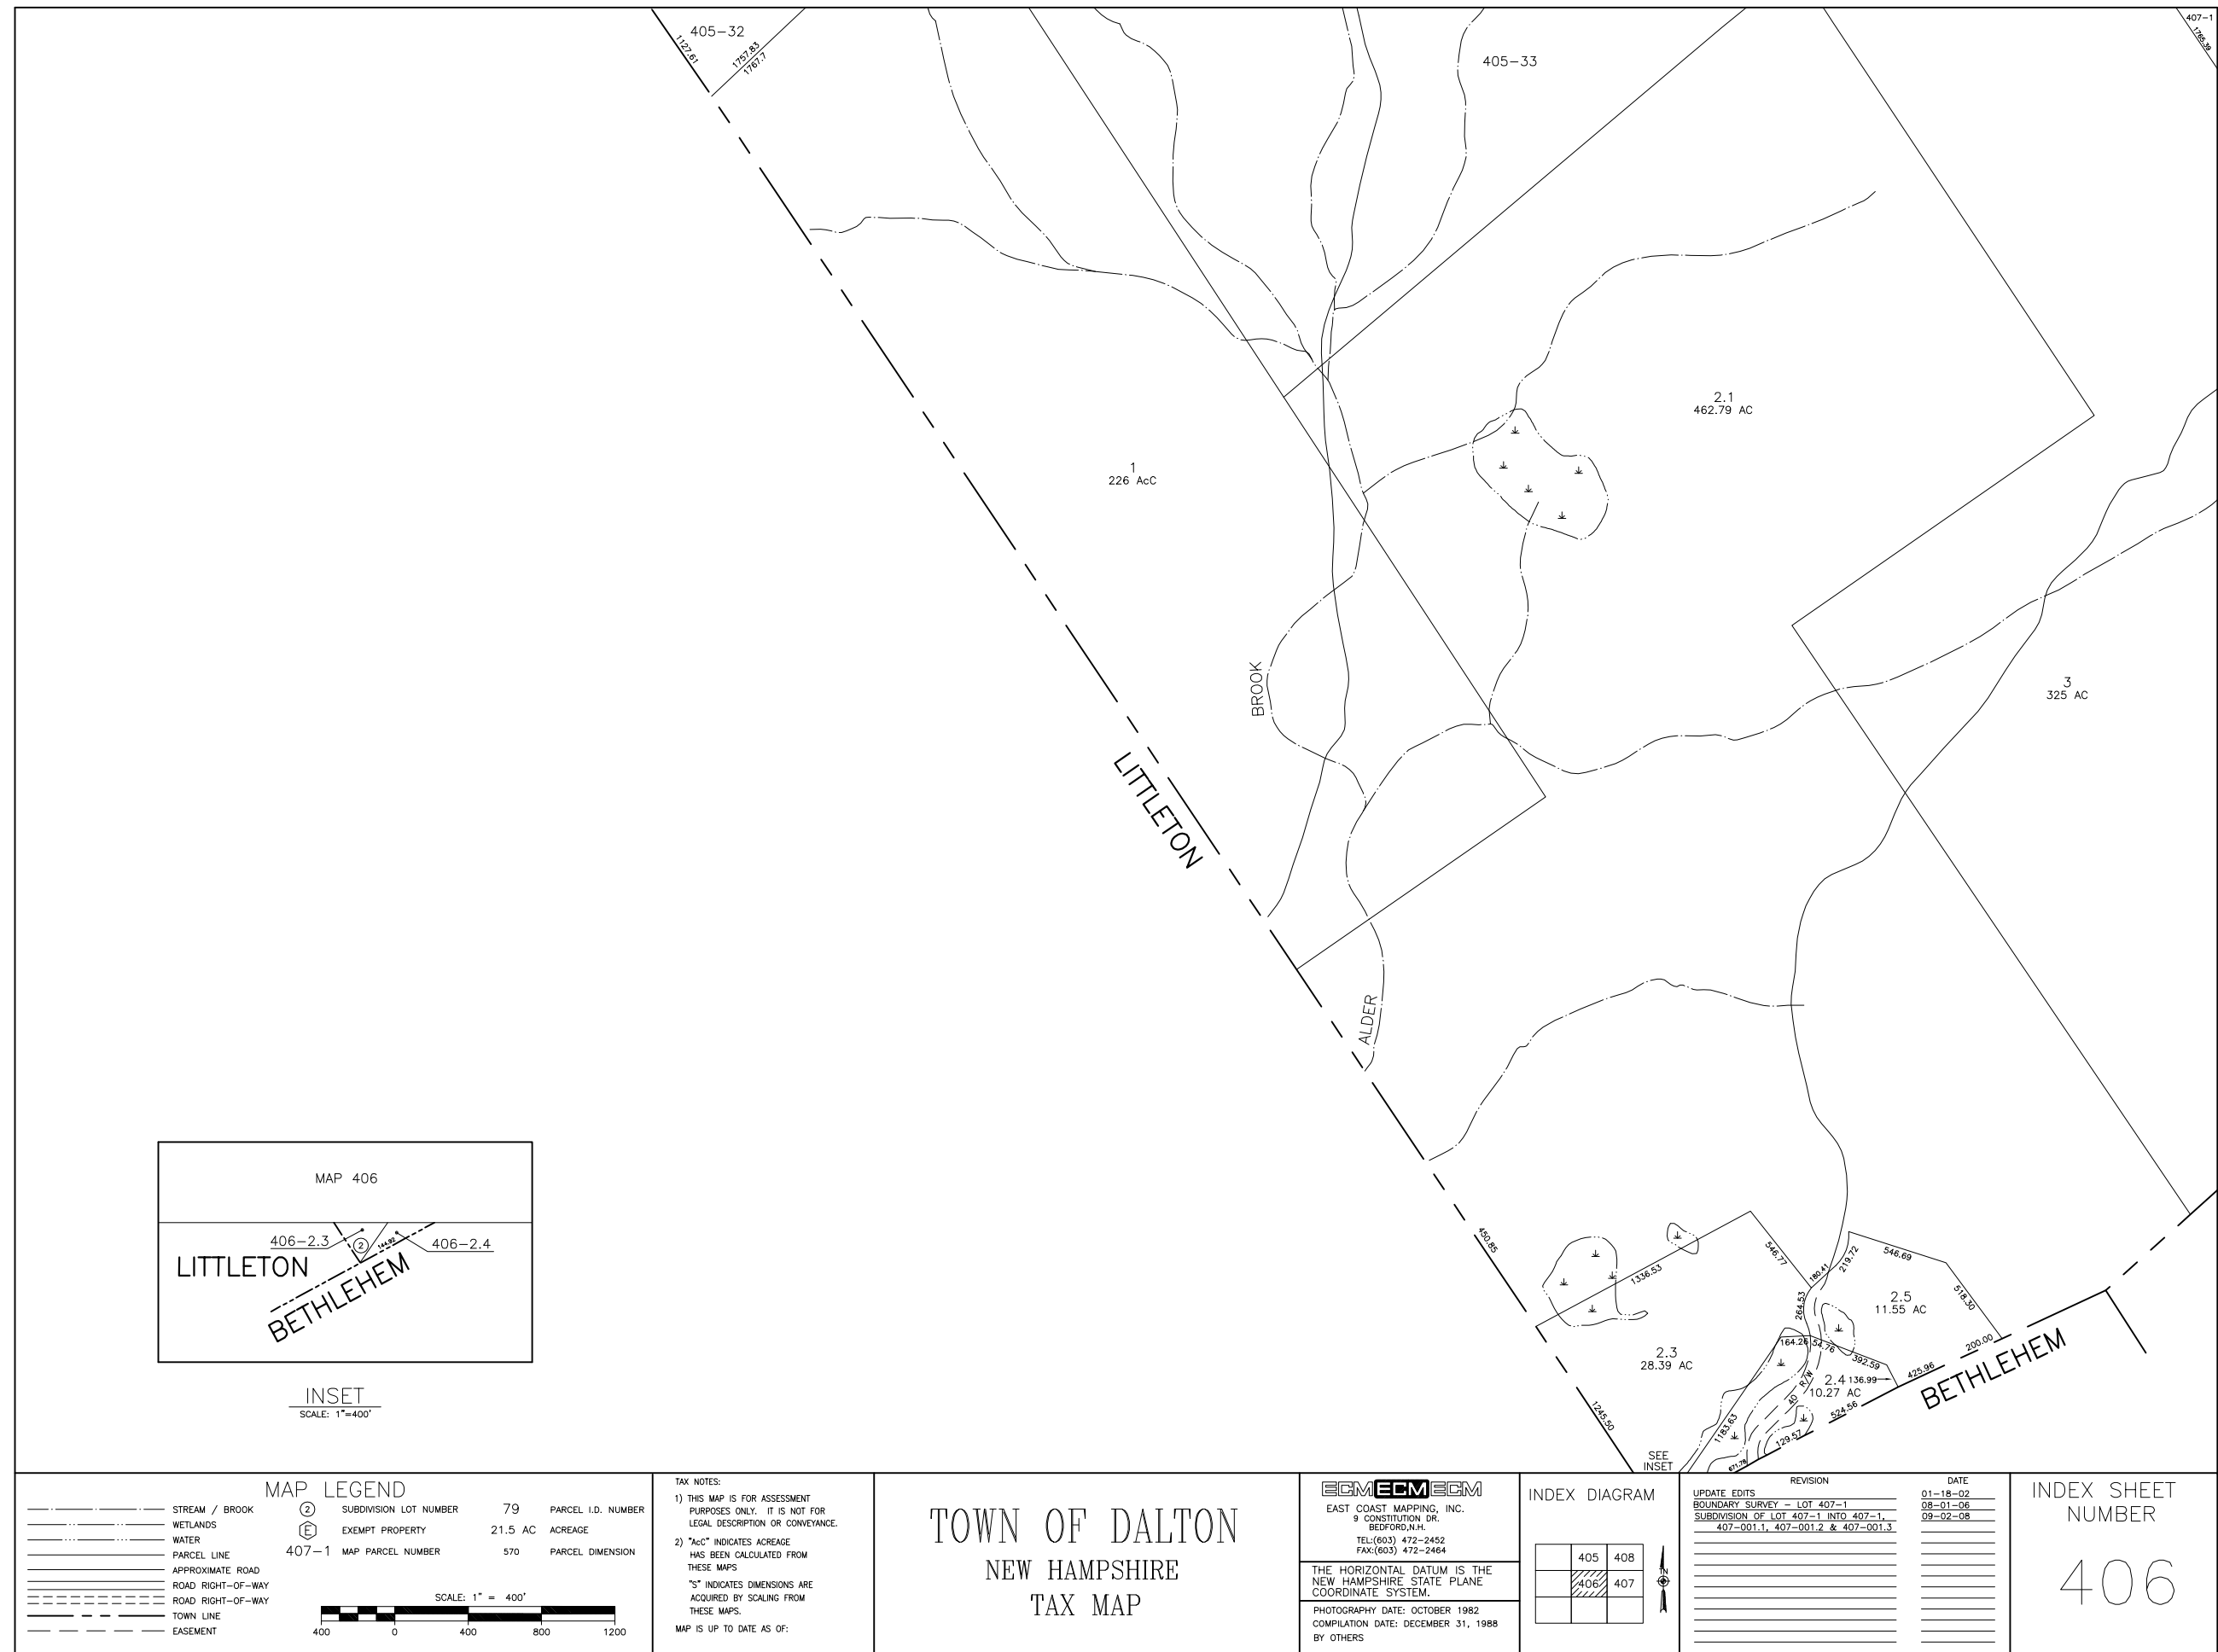 405-32
1127.61
1757.83
1767.7
405-33
407-1
1765.39
2.1
462.79 AC
1
226 AcC
BROOK
3
325 AC
LITTLETON
ALDER
450.85
1336.53
546.77
180.41
219.72
546.69
518.30
264.53
2.5
11.55 AC
164.26
54.76
392.59
200.00
425.96
2.3
28.39 AC
2.4
136.99
10.27 AC
BETHLEHEM
40 R/W
524.56
1245.50
1183.63
129.57
671.78
SEE
INSET
MAP 406
406-2.3
2
144.92
406-2.4
LITTLETON
BETHLEHEM
INSET
SCALE: 1"=400'
MAP LEGEND
STREAM / BROOK
WETLANDS
WATER
PARCEL LINE
APPROXIMATE ROAD
ROAD RIGHT-OF-WAY
ROAD RIGHT-OF-WAY
TOWN LINE
EASEMENT
2 SUBDIVISION LOT NUMBER
E EXEMPT PROPERTY
407-1 MAP PARCEL NUMBER
79 PARCEL I.D. NUMBER
21.5 AC ACREAGE
570 PARCEL DIMENSION
SCALE: 1" = 400'
400 0 400 800 1200
TAX NOTES:
1) THIS MAP IS FOR ASSESSMENT
PURPOSES ONLY. IT IS NOT FOR
LEGAL DESCRIPTION OR CONVEYANCE.
2) "AcC" INDICATES ACREAGE
HAS BEEN CALCULATED FROM
THESE MAPS
"S" INDICATES DIMENSIONS ARE
ACQUIRED BY SCALING FROM
THESE MAPS.
MAP IS UP TO DATE AS OF:
TOWN OF DALTON
NEW HAMPSHIRE
TAX MAP
ECM ECM ECM
EAST COAST MAPPING, INC.
9 CONSTITUTION DR.
BEDFORD,N.H.
TEL:(603) 472-2452
FAX:(603) 472-2464
THE HORIZONTAL DATUM IS THE
NEW HAMPSHIRE STATE PLANE
COORDINATE SYSTEM.
PHOTOGRAPHY DATE: OCTOBER 1982
COMPILATION DATE: DECEMBER 31, 1988
BY OTHERS
INDEX DIAGRAM
405 408
406 407
N
REVISION DATE
UPDATE EDITS 01-18-02
BOUNDARY SURVEY - LOT 407-1 08-01-06
SUBDIVISION OF LOT 407-1 INTO 407-1, 09-02-08
407-001.1, 407-001.2 & 407-001.3
INDEX SHEET
NUMBER
406